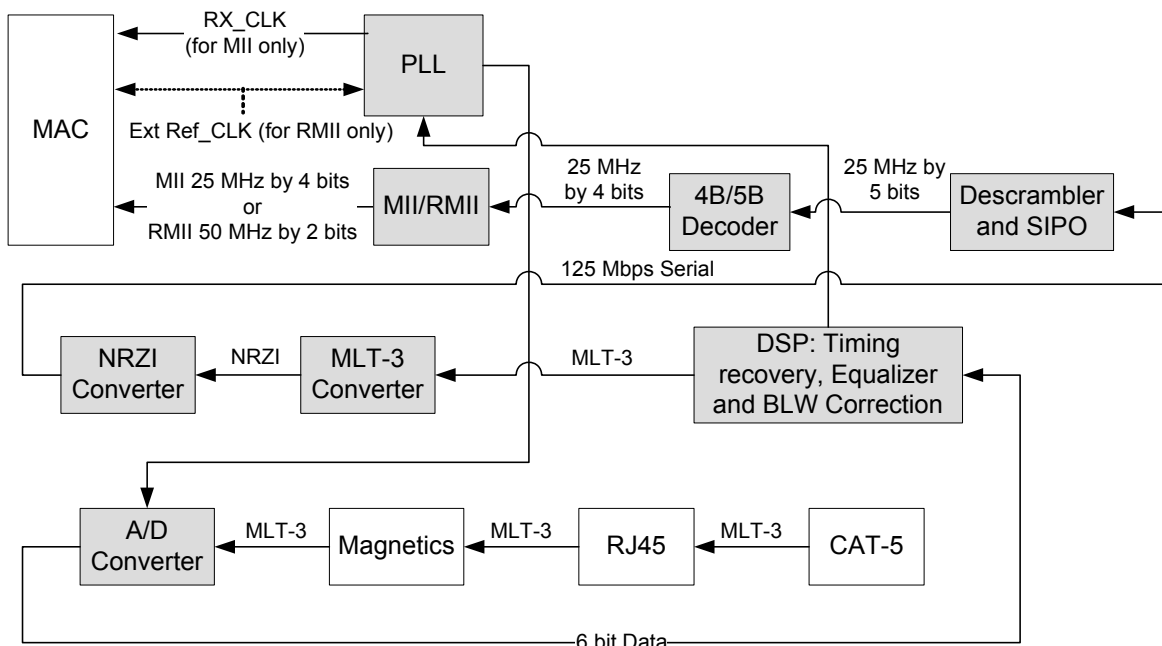 RX_CLK
(for MII only)
PLL
MAC
Ext Ref_CLK (for RMII only)
MII 25 MHz by 4 bits
or
RMII 50 MHz by 2 bits
MII/RMII
25 MHz
by 4 bits
4B/5B
Decoder
25 MHz by
5 bits
Descrambler
and SIPO
125 Mbps Serial
NRZI
Converter
NRZI
MLT-3
Converter
MLT-3
DSP: Timing
recovery, Equalizer
and BLW Correction
A/D
Converter
MLT-3
Magnetics
MLT-3
RJ45
MLT-3
CAT-5
6 bit Data